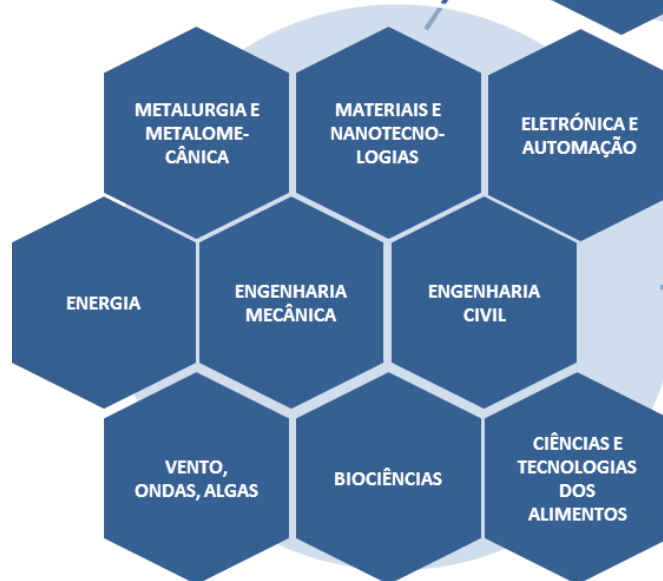 METALURGIA E
METALOME-
CÂNICA
MATERIAIS E
NANOTECNO-
LOGIAS
ELETRÓNICA E
AUTOMAÇÃO
ENERGIA
ENGENHARIA
MECÂNICA
ENGENHARIA
CIVIL
VENTO,
ONDAS, ALGAS
BIOCIÊNCIAS
CIÊNCIAS E
TECNOLOGIAS
DOS
ALIMENTOS